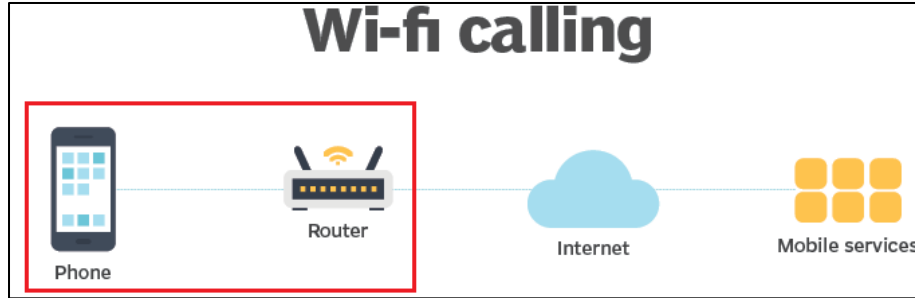 Wi-fi calling
Phone
Router
Internet
Mobile services